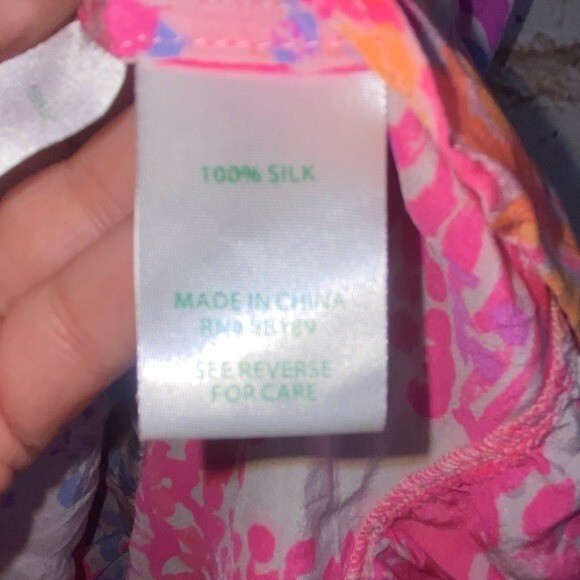 100% SILK
MADE IN CHINA
SEE REVERSE
FOR CARE